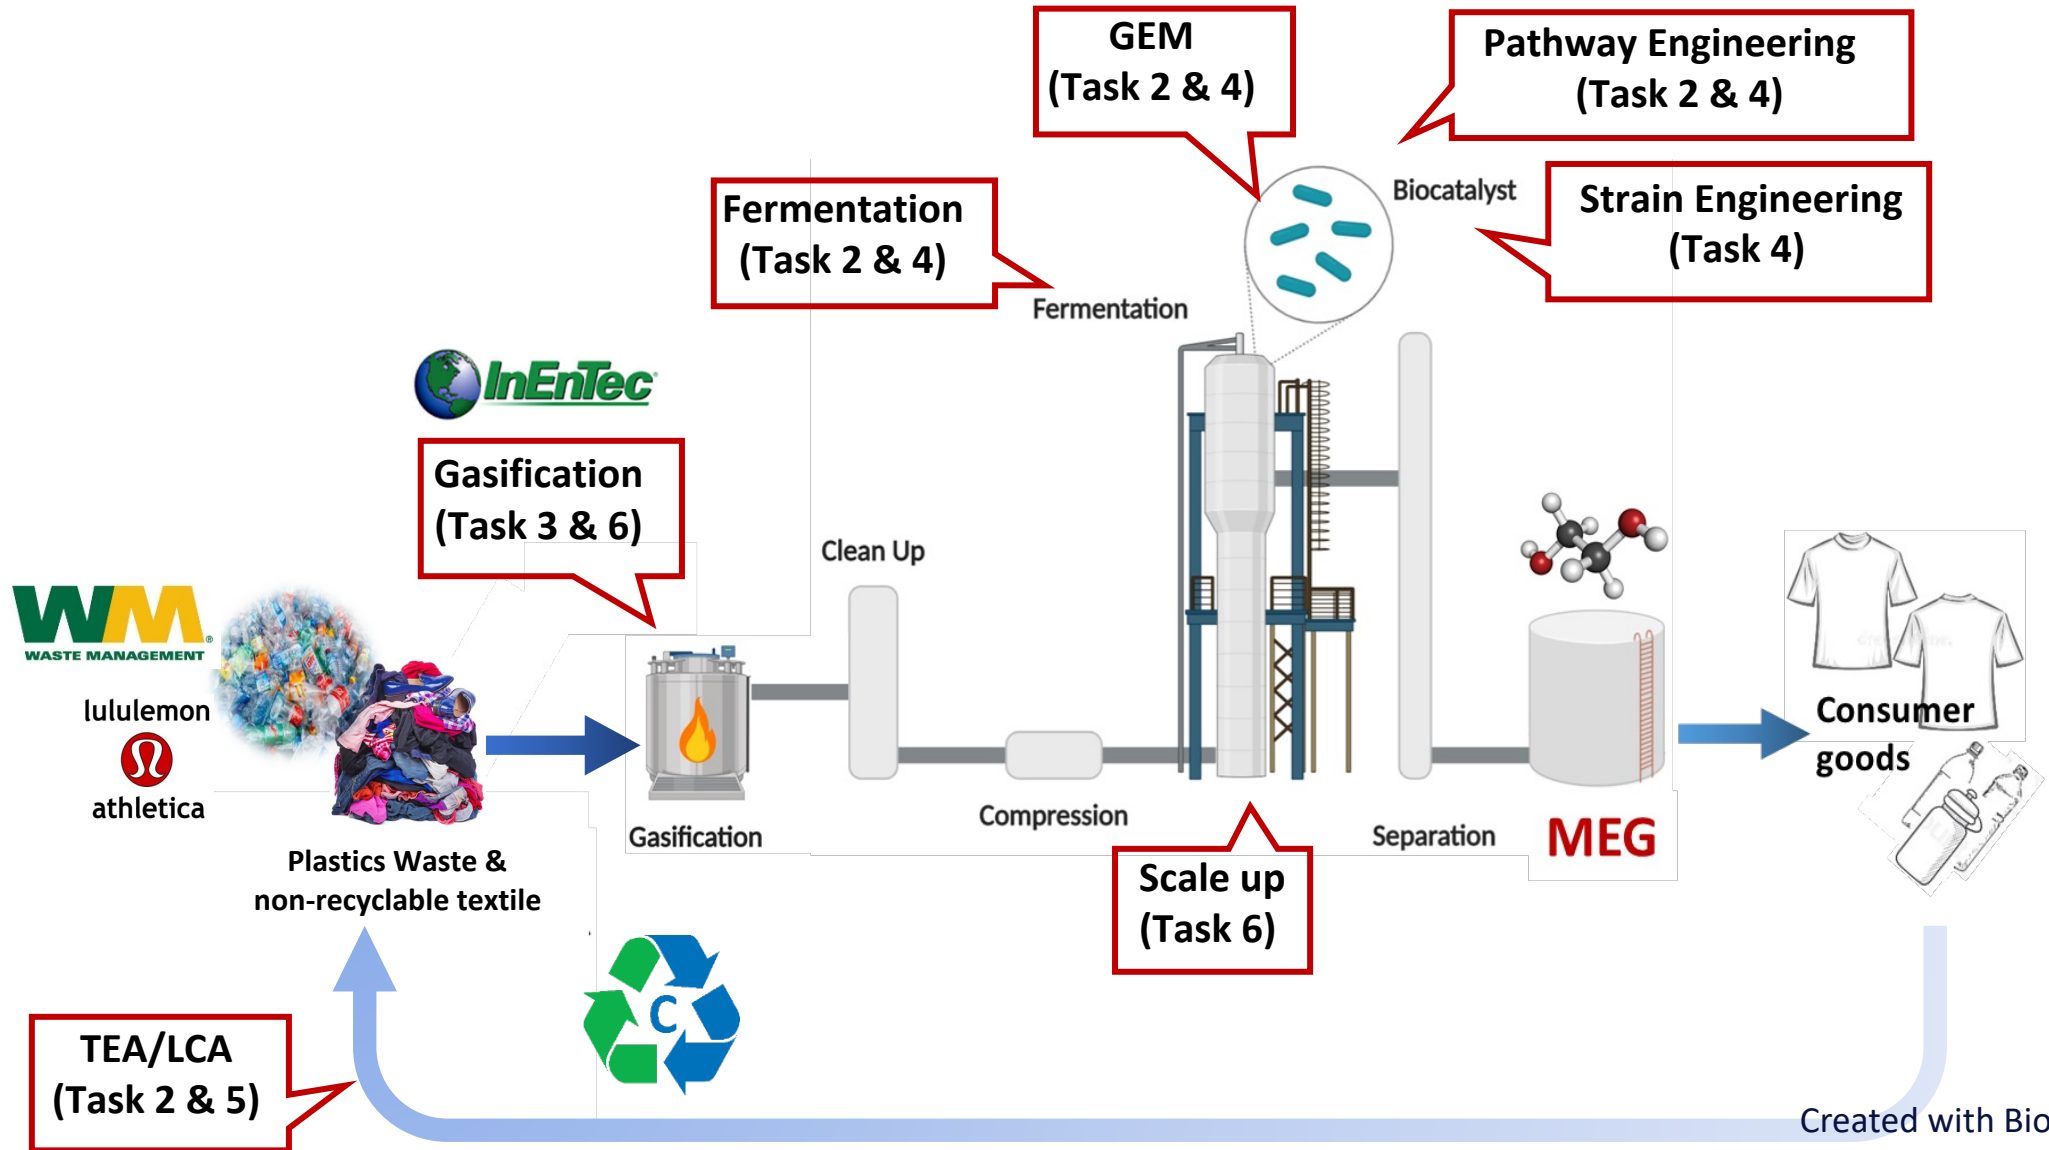 GEM
(Task 2 & 4)
Pathway Engineering
(Task 2 & 4)
Fermentation
(Task 2 & 4)
Biocatalyst
Strain Engineering
(Task 4)
Fermentation
InEnTec
Gasification
(Task 3 & 6)
Clean Up
WM
WASTE MANAGEMENT
lululemon
athletica
Plastics Waste &
non-recyclable textile
Gasification
Compression
Scale up
(Task 6)
Separation
MEG
Consumer
goods
C
TEA/LCA
(Task 2 & 5)
Created with Bio